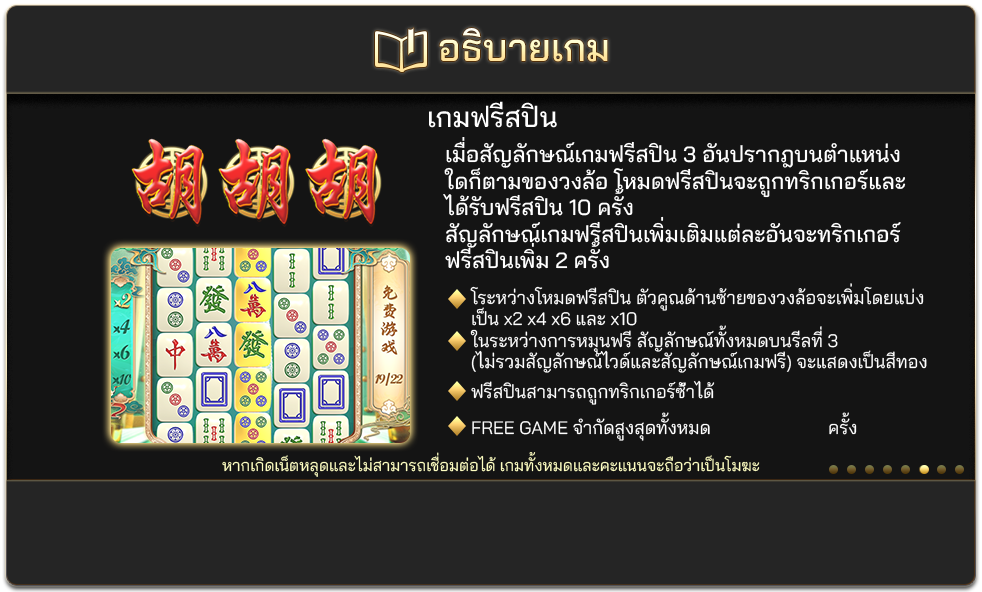 อธิบายเกม
เกมฟรีสปิน
胡胡胡
เมื่อสัญลักษณ์เกมฟรีสปิน 3 อันปรากฎบนตำแหน่ง
ใดก็ตามของวงล้อ โหมดฟรีสปินจะถูกทริกเกอร์และ
ได้รับฟรีสปิน 10 ครั้ง
สัญลักษณ์เกมฟรีสปินเพิ่มเติมแต่ละอันจะทริกเกอร์
ฟรีสปินเพิ่ม 2 ครั้ง
x2
x4
x6
x10
發
八萬
中
八萬
發
免费游戏
19/22
โระหว่างโหมดฟรีสปิน ตัวคูณด้านซ้ายของวงล้อจะเพิ่มโดยแบ่ง
เป็น x2 x4 x6 และ x10
ในระหว่างการหมุนฟรี สัญลักษณ์ทั้งหมดบนรีลที่ 3
(ไม่รวมสัญลักษณ์ไวด์และสัญลักษณ์เกมฟรี) จะแสดงเป็นสีทอง
ฟรีสปินสามารถถูกทริกเกอร์ซ้ำได้
FREE GAME จำกัดสูงสุดทั้งหมด ครั้ง
หากเกิดเน็ตหลุดและไม่สามารถเชื่อมต่อได้ เกมทั้งหมดและคะแนนจะถือว่าเป็นโมฆะ